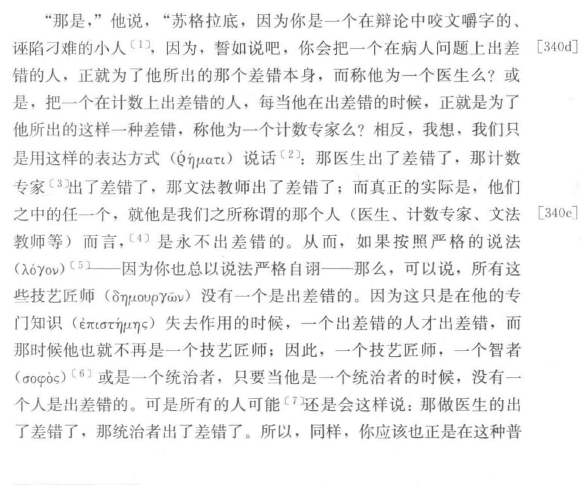 “那是，”他说，“苏格拉底，因为你是一个在辩论中咬文嚼字的、
诬陷刁难的小人〔1〕，因为，譬如说吧，你会把一个在病人问题上出差 [340d]
错的人，正就为了他所出的那个差错本身，而称他为一个医生么？或
是，把一个在计数上出差错的人，每当他在出差错的时候，正就是为了
他所出的这样一种差错，称他为一个计数专家么？相反，我想，我们只
是用这样的表达方式（ῥήματι）说话〔2〕：那医生出了差错了，那计数
专家〔3〕出了差错了，那文法教师出了差错了；而真正的实际是，他们
之中的任一个，就他是我们之所称谓的那个人（医生、计数专家、文法 [340e]
教师等）而言，〔4〕是永不出差错的。从而，如果按照严格的说法
（λόγον）〔5〕——因为你也总以说法严格自诩——那么，可以说，所有这
些技艺匠师（δημουργῶν）没有一个是出差错的。因为这只是在他的专
门知识（ἐπιστήμης）失去作用的时候，一个出差错的人才出差错，而
那时候他也就不再是一个技艺匠师；因此，一个技艺匠师，一个智者
（σοφὸς）〔6〕或是一个统治者，只要当他是一个统治者的时候，没有一
个人是出差错的。可是所有的人可能〔7〕还是会这样说：那做医生的出
了差错了，那统治者出了差错了。所以，同样，你应该也正是在这种普